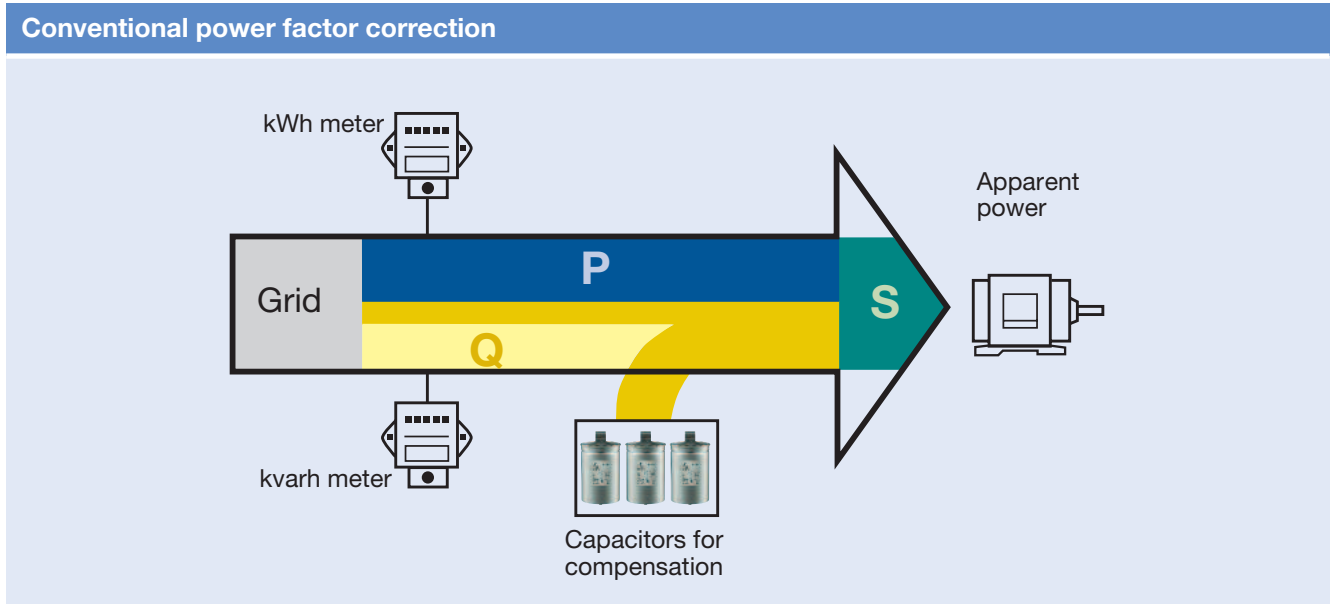 Conventional power factor correction
kWh meter
Apparent
power
P
Grid
S
Q
kvarh meter
Capacitors for
compensation